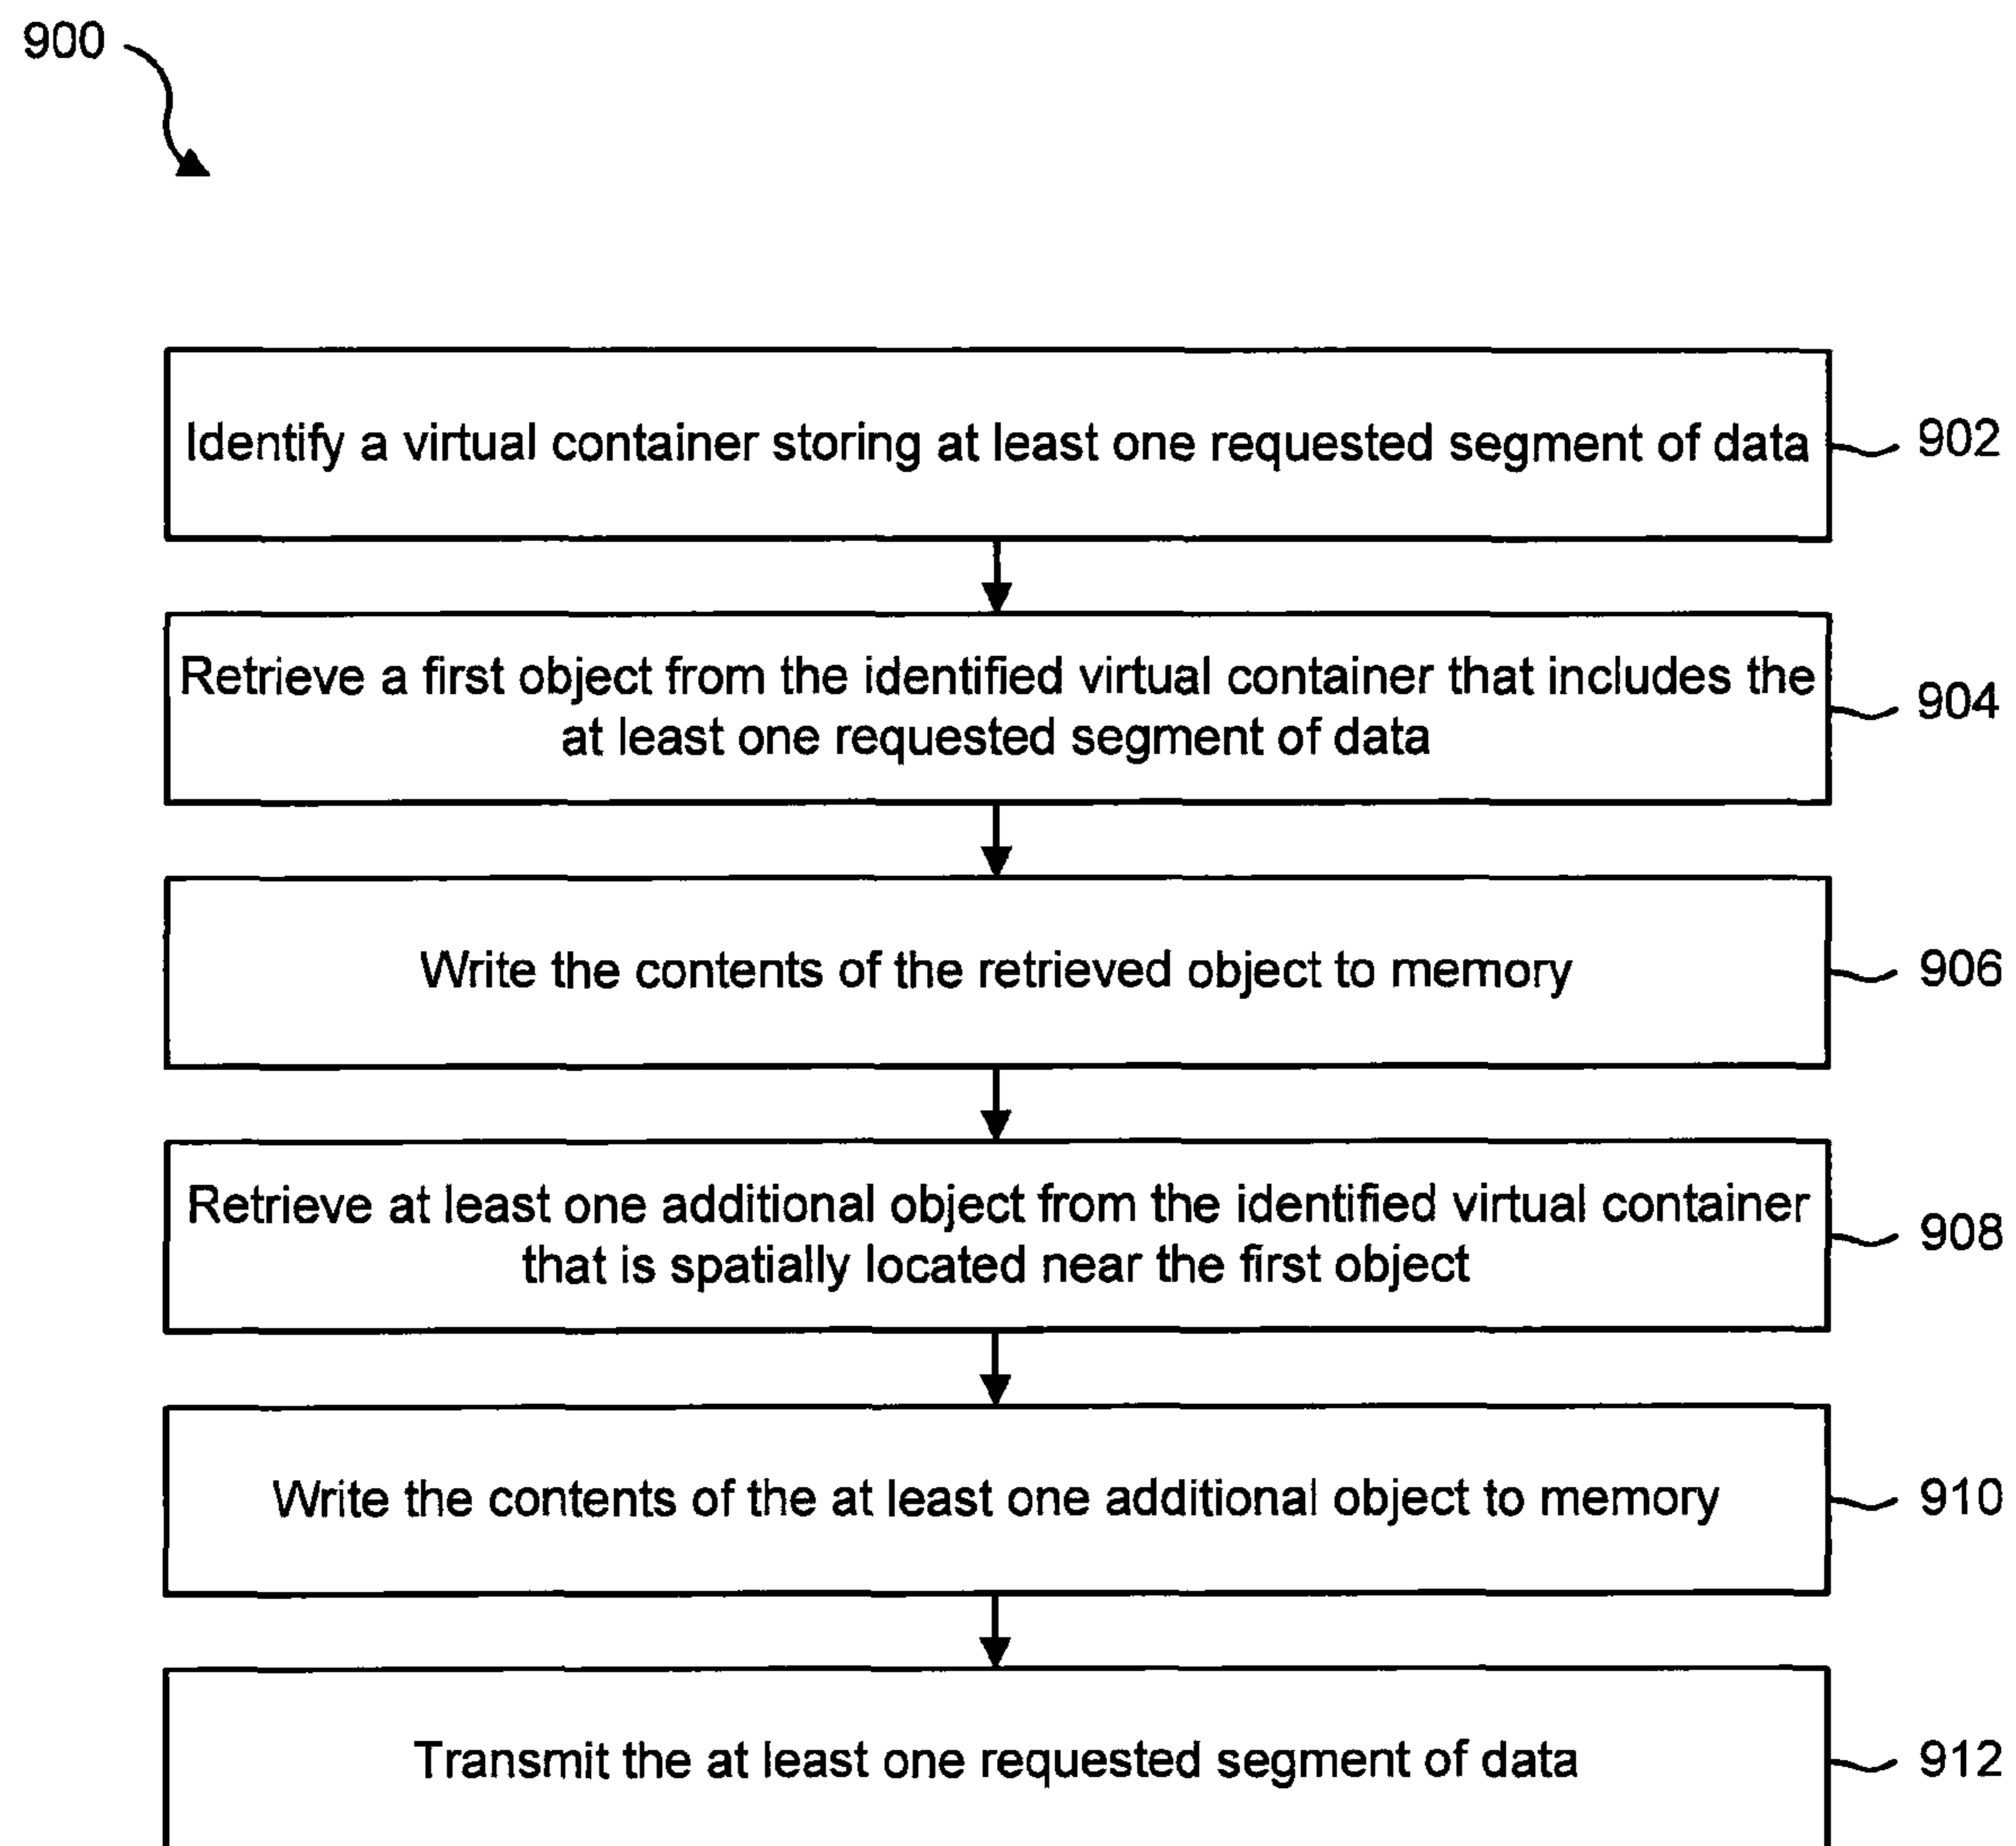 900
Identify a virtual container storing at least one requested segment of data
902
Retrieve a first object from the identified virtual container that includes the
at least one requested segment of data
904
Write the contents of the retrieved object to memory
906
Retrieve at least one additional object from the identified virtual container
that is spatially located near the first object
908
Write the contents of the at least one additional object to memory
910
Transmit the at least one requested segment of data
912